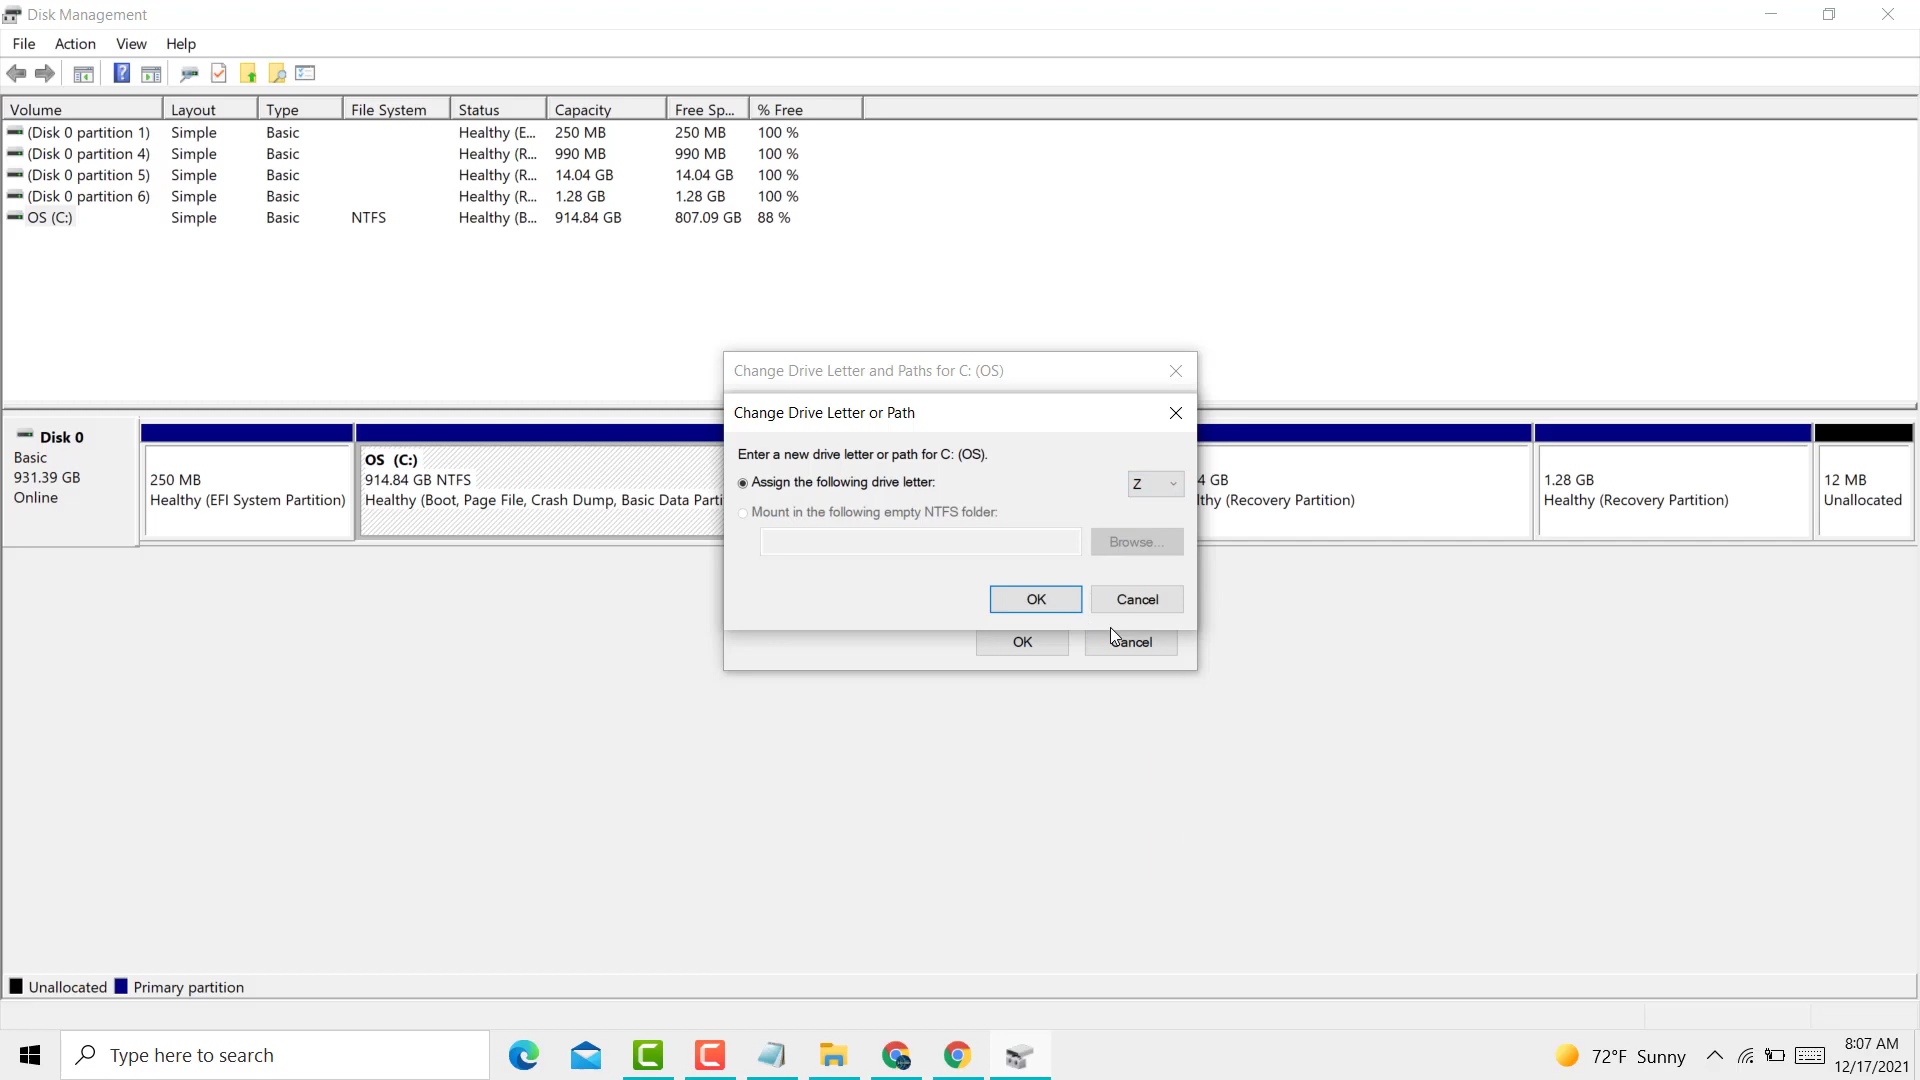 Disk Management
File Action View Help
Volume Layout Type File System Status Capacity Free Sp... % Free
(Disk 0 partition 1) Simple Basic Healthy (E... 250 MB 250 MB 100 %
(Disk 0 partition 4) Simple Basic Healthy (R... 990 MB 990 MB 100 %
(Disk 0 partition 5) Simple Basic Healthy (R... 14.04 GB 14.04 GB 100 %
(Disk 0 partition 6) Simple Basic Healthy (R... 1.28 GB 1.28 GB 100 %
OS (C:) Simple Basic NTFS Healthy (B... 914.84 GB 807.09 GB 88 %
Change Drive Letter and Paths for C: (OS)
Change Drive Letter or Path
Enter a new drive letter or path for C: (OS).
Assign the following drive letter: Z
Mount in the following empty NTFS folder:
Browse...
OK Cancel
OK
Disk 0
Basic
931.39 GB
Online
250 MB
Healthy (EFI System Partition)
OS (C:)
914.84 GB NTFS
Healthy (Boot, Page File, Crash Dump, Basic Data Parti
4 GB
(Recovery Partition)
1.28 GB
Healthy (Recovery Partition)
12 MB
Unallocated
Unallocated Primary partition
Type here to search
72°F Sunny
8:07 AM
12/17/2021